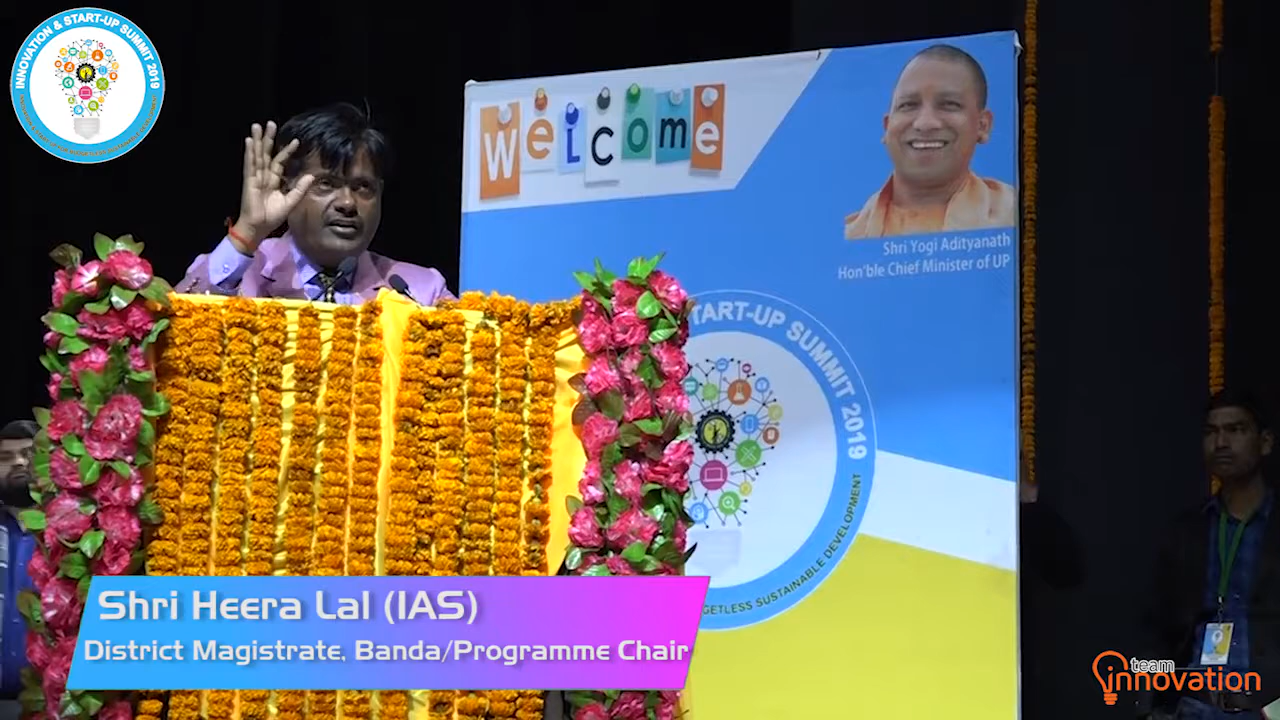 INNOVATION & START-UP SUMMIT 2019
Welcome
Shri Yogi Adityanath
Hon'ble Chief Minister of UP
START-UP SUMMIT 2019
GETLESS SUSTAINABLE DEVELOPMENT
Shri Heera Lal (IAS)
District Magistrate, Banda/Programme Chair
team
innovation